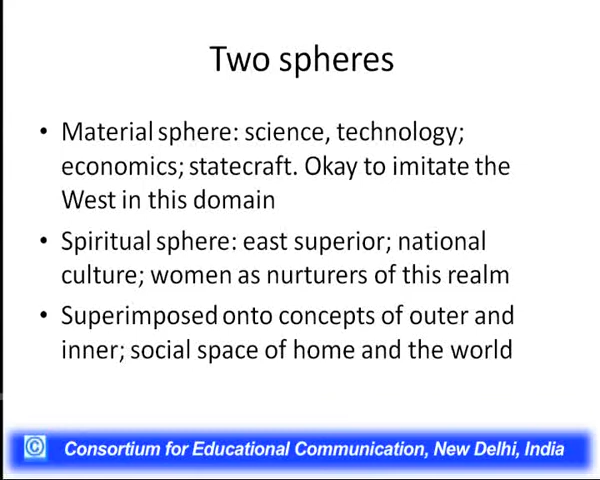 Two spheres
• Material sphere: science, technology;
economics; statecraft. Okay to imitate the
West in this domain
• Spiritual sphere: east superior; national
culture; women as nurturers of this realm
• Superimposed onto concepts of outer and
inner; social space of home and the world
© Consortium for Educational Communication, New Delhi, India